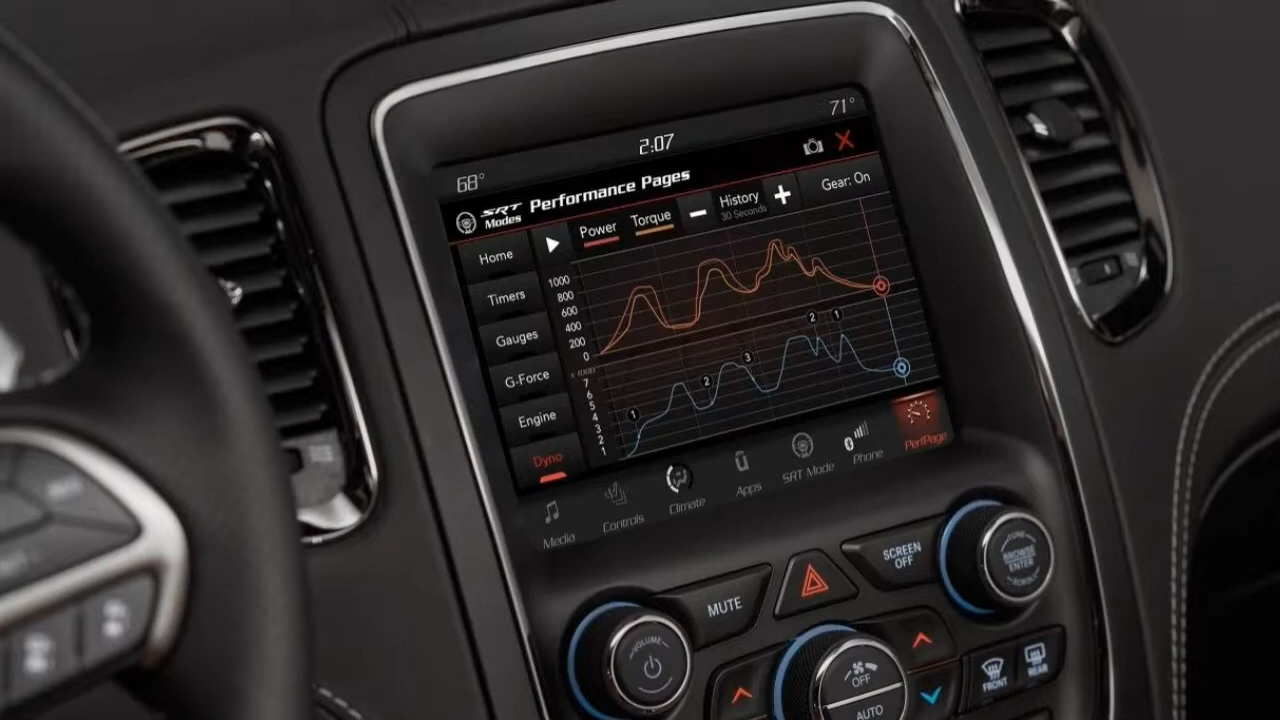 71°
2:07
68°
SRT Modes Performance Pages
Power Torque History 30 Seconds Gear: On
Home
Timers
Gauges
G-Force
Engine
Dyno
1000
800
600
400
200
0
x 1000
7
6
5
4
3
2
1
1 2 3 2 1
Media Controls Climate Apps SRT Mode Phone PerfPage
SCREEN OFF
TUNE
BROWSE
ENTER
SCROLL
MUTE
VOLUME
OFF
AUTO
FRONT
REAR